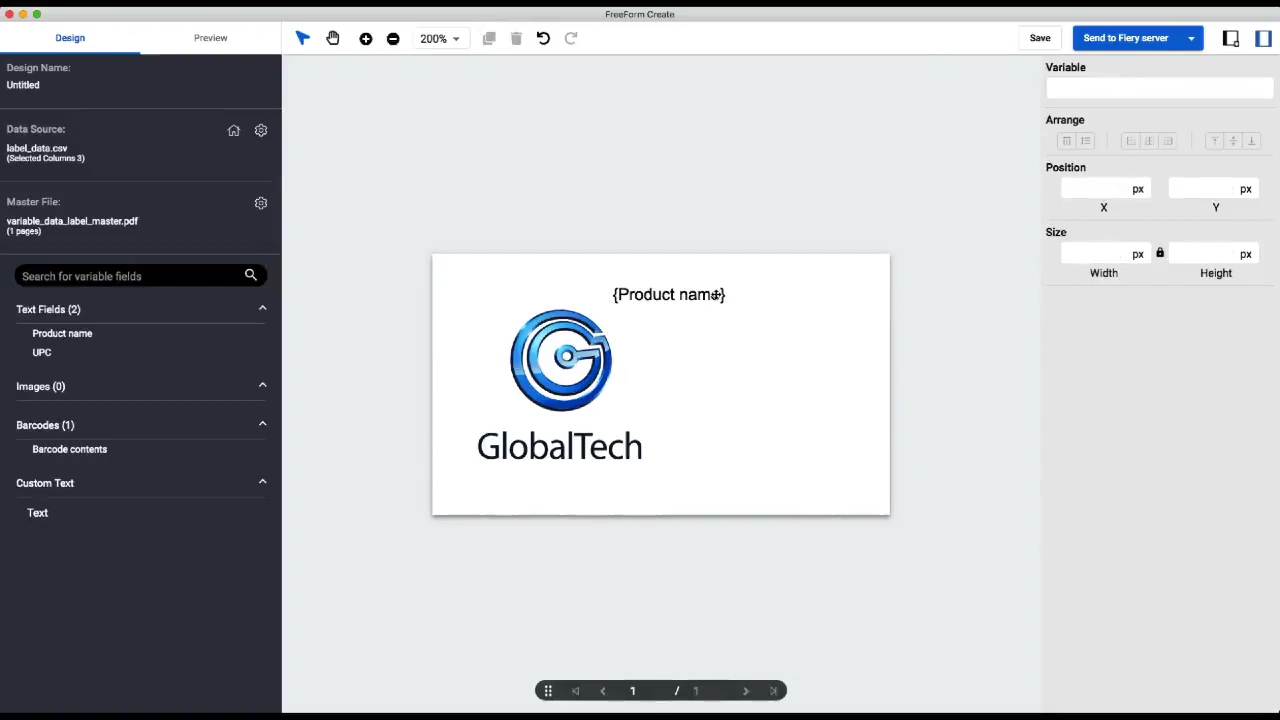 FreeForm Create
Design Preview
200%
Save
Send to Fiery server
Design Name:
Untitled
Data Source:
label_data.csv
(Selected Columns 3)
Master File:
variable_data_label_master.pdf
(1 pages)
Search for variable fields
Text Fields (2)
Product name
UPC
Images (0)
Barcodes (1)
Barcode contents
Custom Text
Text
{Product name}
GlobalTech
1 / 1
Variable
Arrange
Position
px px
X Y
Size
px px
Width Height